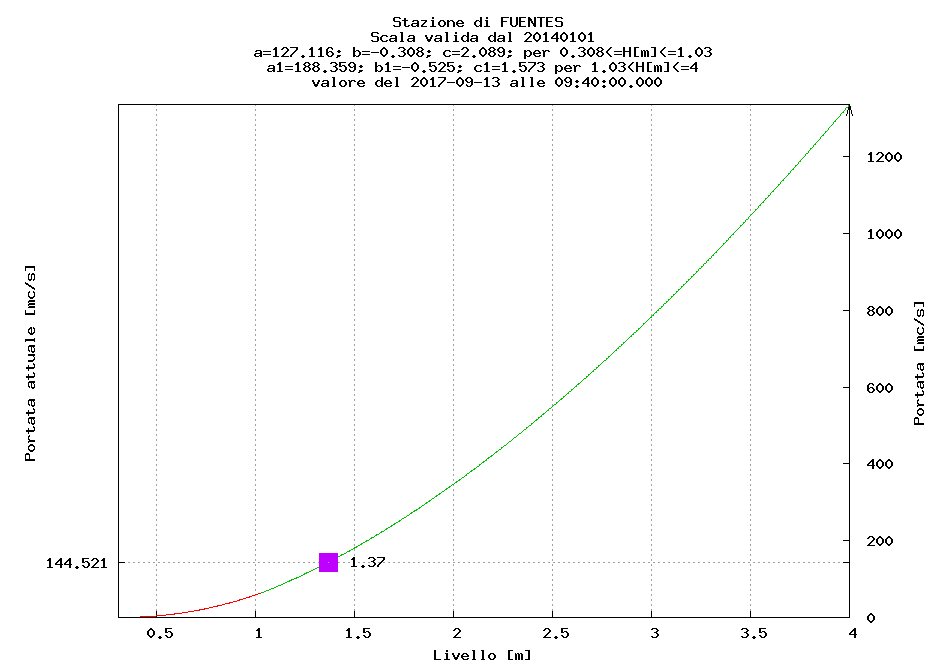 Stazione di FUENTES
Scala valida dal 20140101
a=127.116; b=-0.308; c=2.089; per 0.308<=H[m]<=1.03
a1=188.359; b1=-0.525; c1=1.573 per 1.03<H[m]<=4
valore del 2017-09-13 alle 09:40:00.000
Portata attuale [mc/s]
144.521
1.37
1200
1000
800
600
400
200
0
Portata [mc/s]
0.5 1 1.5 2 2.5 3 3.5 4
Livello [m]